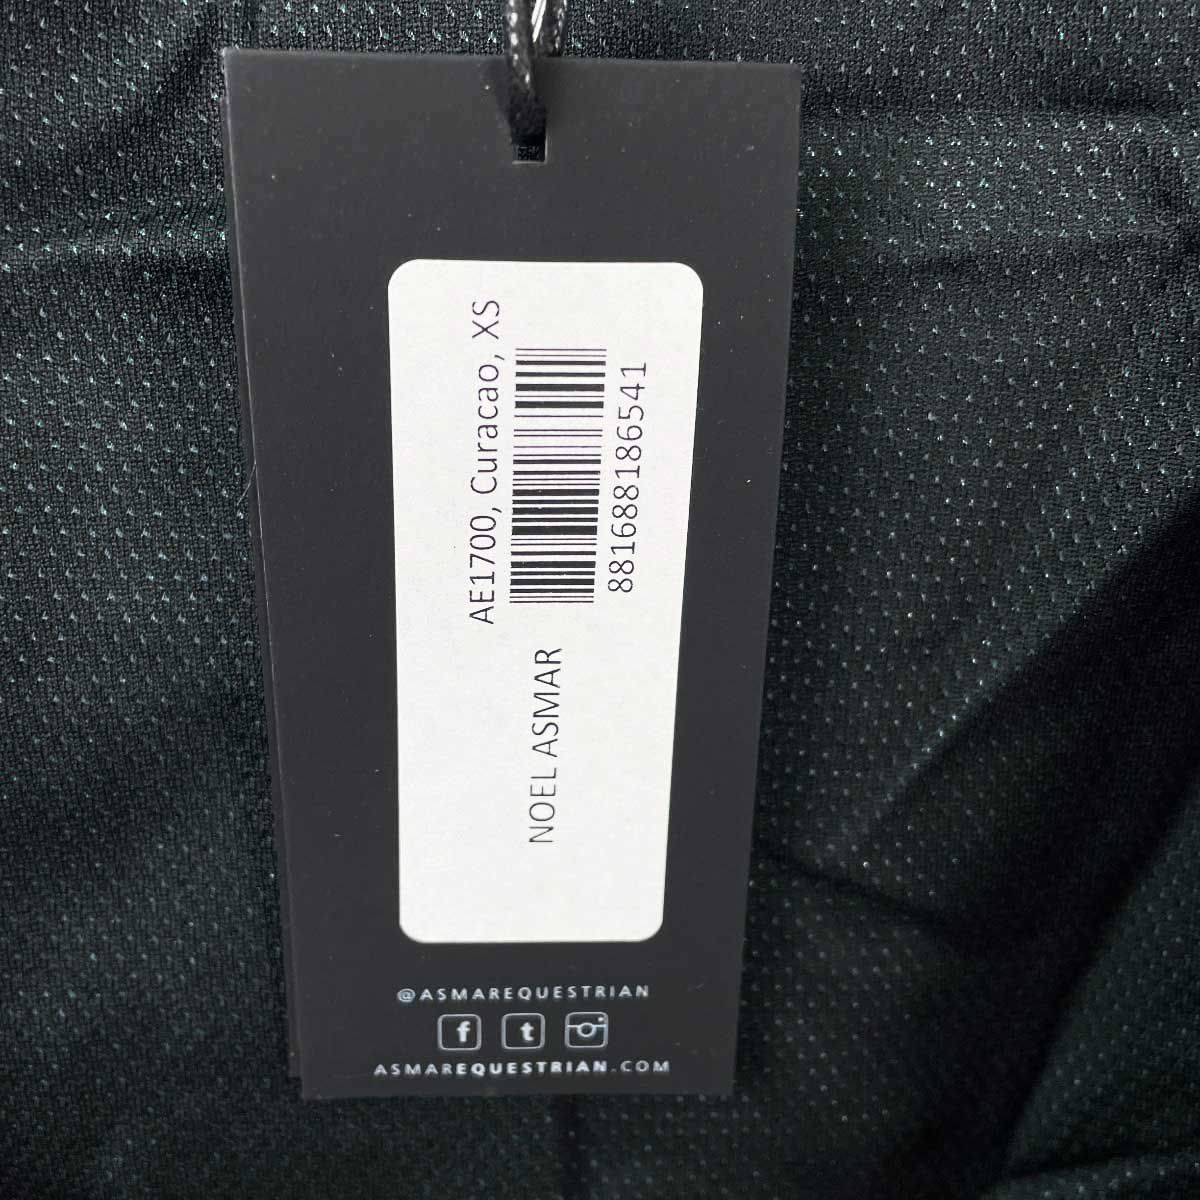 AE1700, Curacao, XS
881688186541
NOEL ASMAR
@ASMAREQUESTRIAN
f t
ASMAREQUESTRIAN.COM